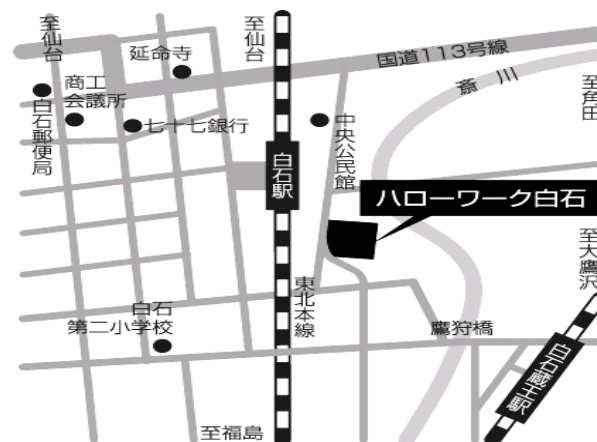 至仙台
至仙台
延命寺
国道113号線
斎川
至角田
商工
会議所
白石郵便局
七十七銀行
中央公民館
白石駅
ハローワーク白石
至大鷹沢
東北本線
白石
第二小学校
鷹狩橋
白石蔵王駅
至福島